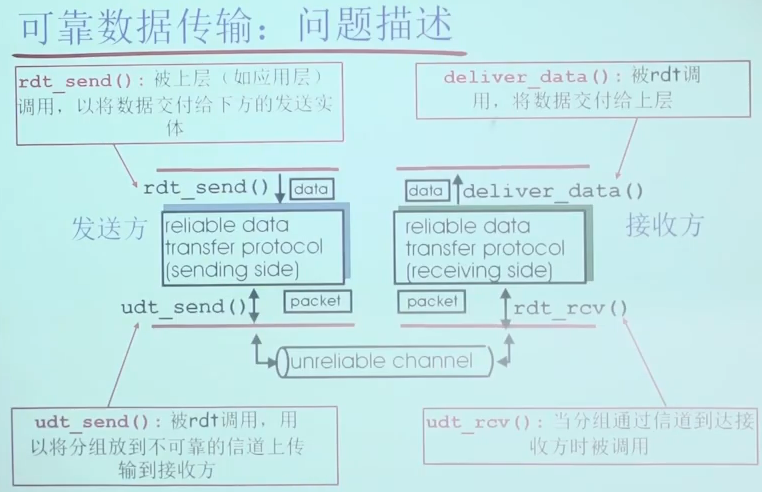 可靠数据传输：问题描述
rdt_send()：被上层（如应用层）
调用，以将数据交付给下方的发送实
体
deliver_data()：被rdt调
用，将数据交付给上层
rdt_send()
data
data
deliver_data()
发送方
reliable data
transfer protocol
(sending side)
reliable data
transfer protocol
(receiving side)
接收方
udt_send()
packet
packet
rdt_rcv()
unreliable channel
udt_send()：被rdt调用，用
以将分组放到不可靠的信道上传
输到接收方
udt_rcv()：当分组通过信道到达接
收方时被调用